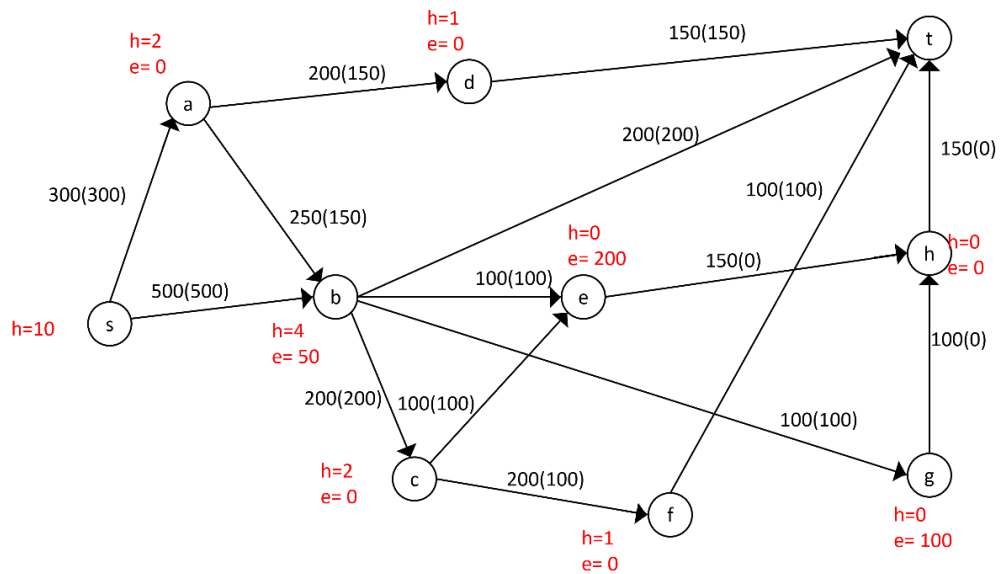 h=1
e= 0
150(150)
t
h=2
e= 0
200(150)
d
a
200(200)
150(0)
300(300)
100(100)
250(150)
h=0
e= 200
h
h=0
e= 0
150(0)
500(500)
b
100(100)
e
h=10
s
h=4
e= 50
100(0)
200(200)
100(100)
100(100)
h=2
e= 0
c
200(100)
g
f
h=1
e= 0
h=0
e= 100